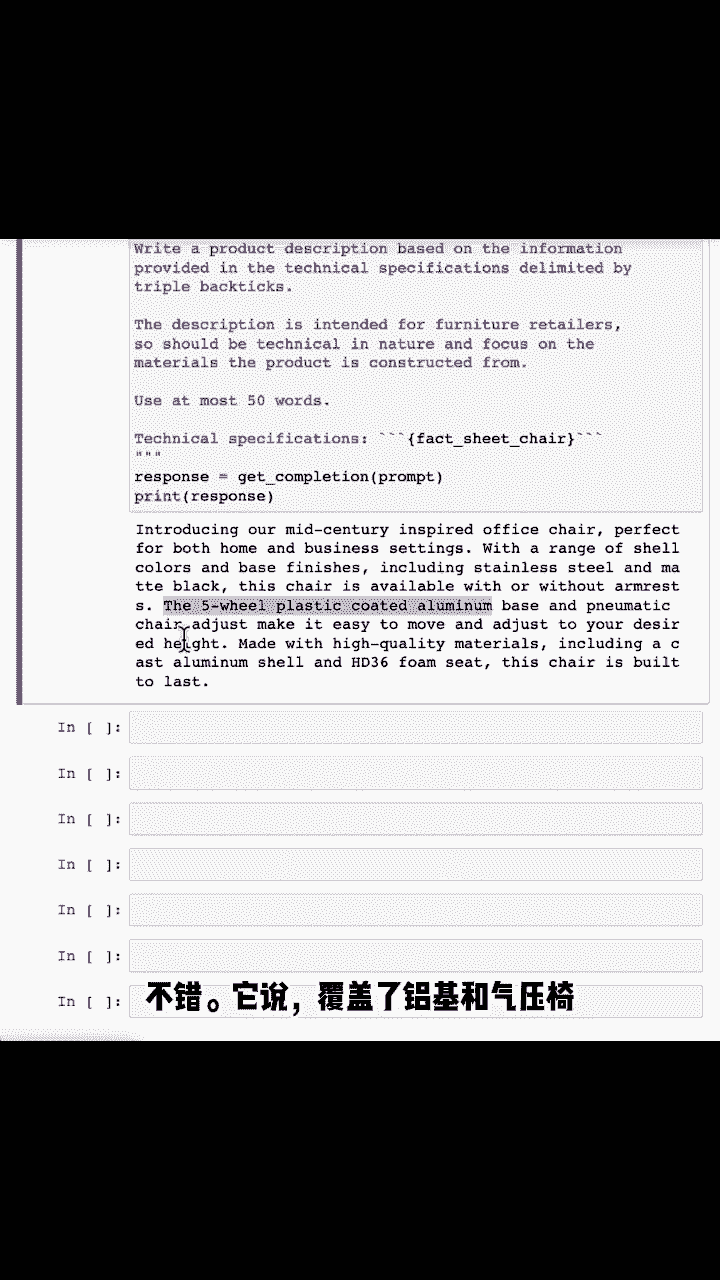 Write a product description based on the information
provided in the technical specifications delimited by
triple backticks.
The description is intended for furniture retailers,
so should be technical in nature and focus on the
materials the product is constructed from.
Use at most 50 words.
Technical specifications: ```{fact_sheet_chair}```
"""
response = get_completion(prompt)
print(response)
Introducing our mid-century inspired office chair, perfect
for both home and business settings. With a range of shell
colors and base finishes, including stainless steel and ma
tte black, this chair is available with or without armrest
s. The 5-wheel plastic coated aluminum base and pneumatic
chair adjust make it easy to move and adjust to your desir
ed height. Made with high-quality materials, including a c
ast aluminum shell and HD36 foam seat, this chair is built
to last.
In [ ]:
In [ ]:
In [ ]:
In [ ]:
In [ ]:
In [ ]:
In [ ]:
不错。它说，覆盖了铝基和气压椅